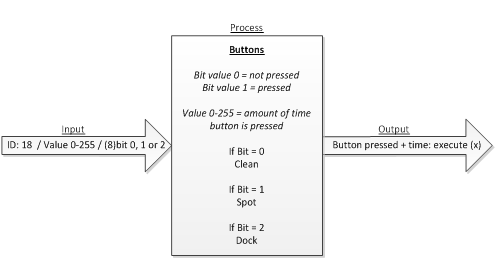 Process
Buttons
Bit value 0 = not pressed
Bit value 1 = pressed
Value 0-255 = amount of time
button is pressed
If Bit = 0
Clean
If Bit = 1
Spot
If Bit = 2
Dock
Input
ID: 18 / Value 0-255 / (8)bit 0, 1 or 2
Output
Button pressed + time: execute (x)